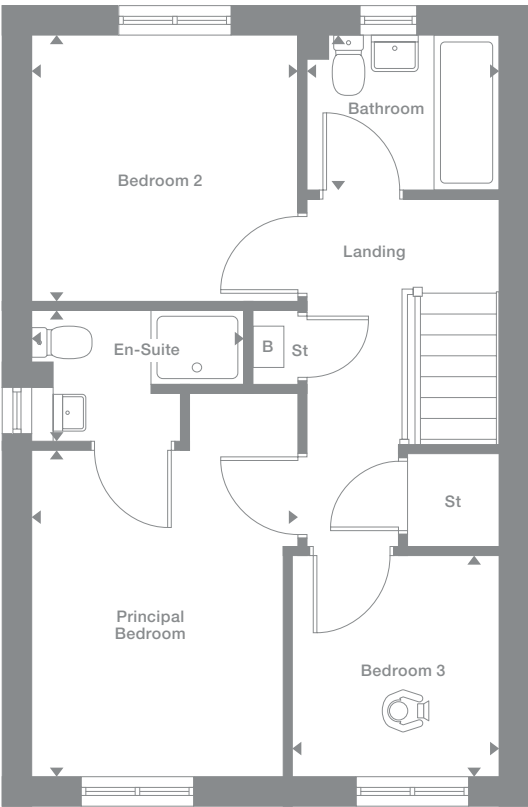 Bathroom
Bedroom 2
Landing
En-Suite
B
St
St
Principal
Bedroom
Bedroom 3